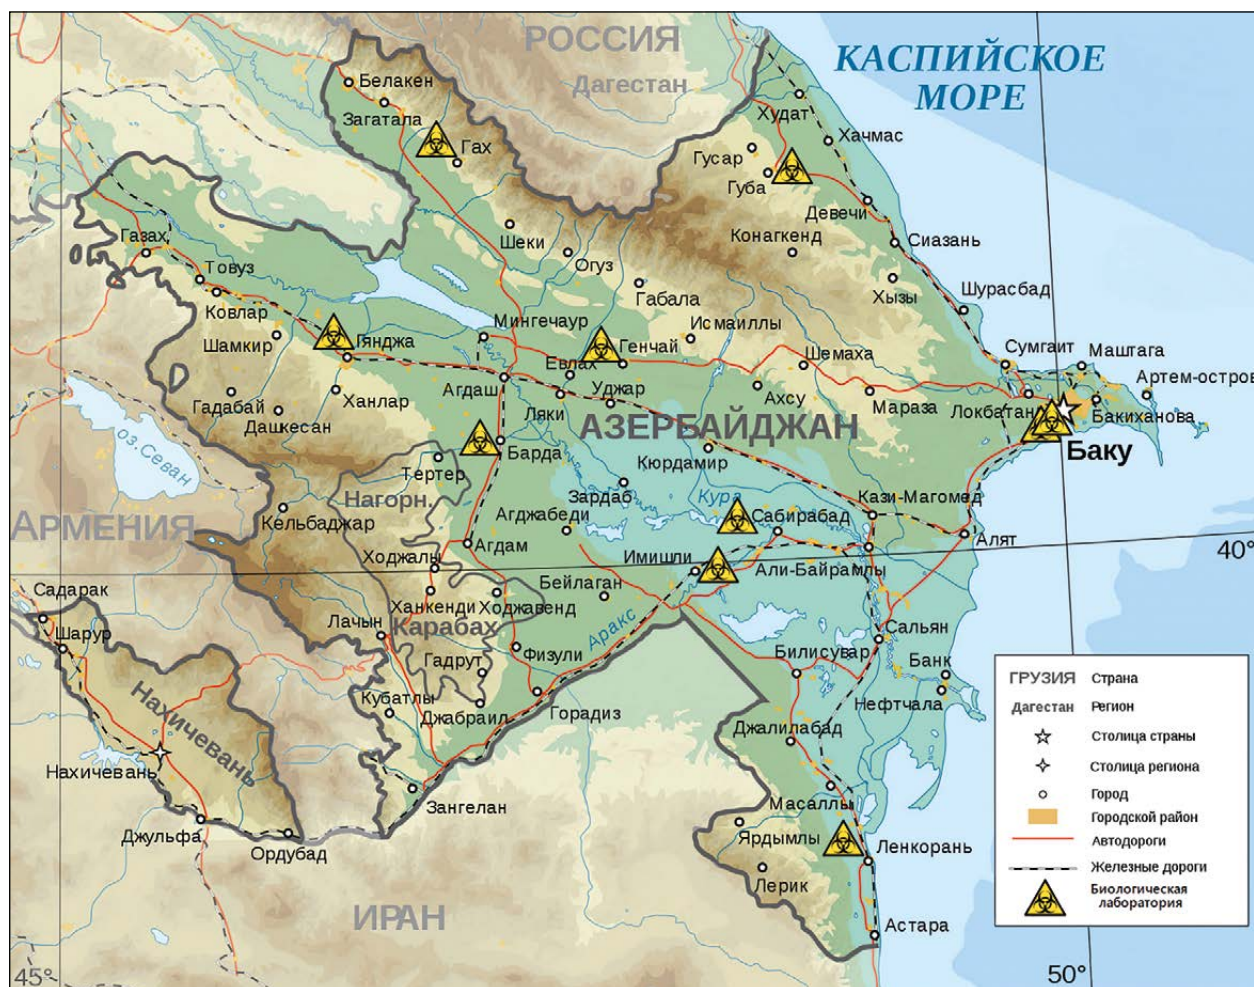 РОССИЯ
Дагестан
КАСПИЙСКОЕ
МОРЕ
Белакен
Загатала
Гах
Худат
Хачмас
Гусар
Губа
Девечи
Конагкенд
Сиазань
Хызы
Шурасбад
Шеки
Огуз
Габала
Исмаиллы
Газах
Товуз
Ковлар
Шамкир
Гянджа
Мингечаур
Генчай
Евлах
Уджар
Агдаш
Ляки
Шемаха
Ахсу
Мараза
Сумгаит
Маштага
Артем-остров
Локбатан
Бакиханова
Баку
Гадабай
Дашкесан
Ханлар
АЗЕРБАЙДЖАН
оз.Севан
АРМЕНИЯ
Барда
Тертер
Нагорн.
Кельбаджар
Кюрдамир
Зардаб
Кура
Сабирабад
Кази-Магомед
Агджабеди
Ходжалы
Агдам
Имишли
Али-Байрамлы
Алят
40°
Бейлаган
Садарак
Шарур
Лачын
Ханкенди
Ходжавенд
Карабах
Аракс
Физули
Гадрут
Сальян
Билисувар
Банк
Нефтчала
Кубатлы
Джабраил
Горадиз
Нахичевань
Нахичевань
Джалилабад
Зангелан
Джульфа
Ордубад
Масаллы
Ярдымлы
Ленкорань
Лерик
ИРАН
Астара
45°
50°
ГРУЗИЯ Страна
Дагестан Регион
Столица страны
Столица региона
Город
Городской район
Автодороги
Железные дороги
Биологическая
лаборатория